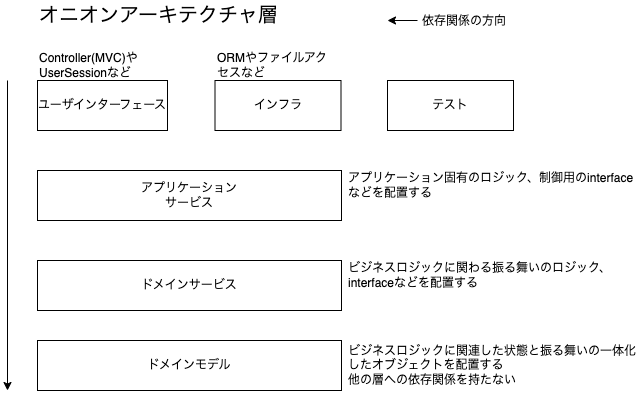 オニオンアーキテクチャ層
依存関係の方向
Controller(MVC)や
UserSessionなど
ORMやファイルアク
セスなど
ユーザインターフェース
インフラ
テスト
アプリケーション
サービス
アプリケーション固有のロジック、制御用のinterface
などを配置する
ドメインサービス
ビジネスロジックに関わる振る舞いのロジック、
interfaceなどを配置する
ドメインモデル
ビジネスロジックに関連した状態と振る舞いの一体化
したオブジェクトを配置する
他の層への依存関係を持たない